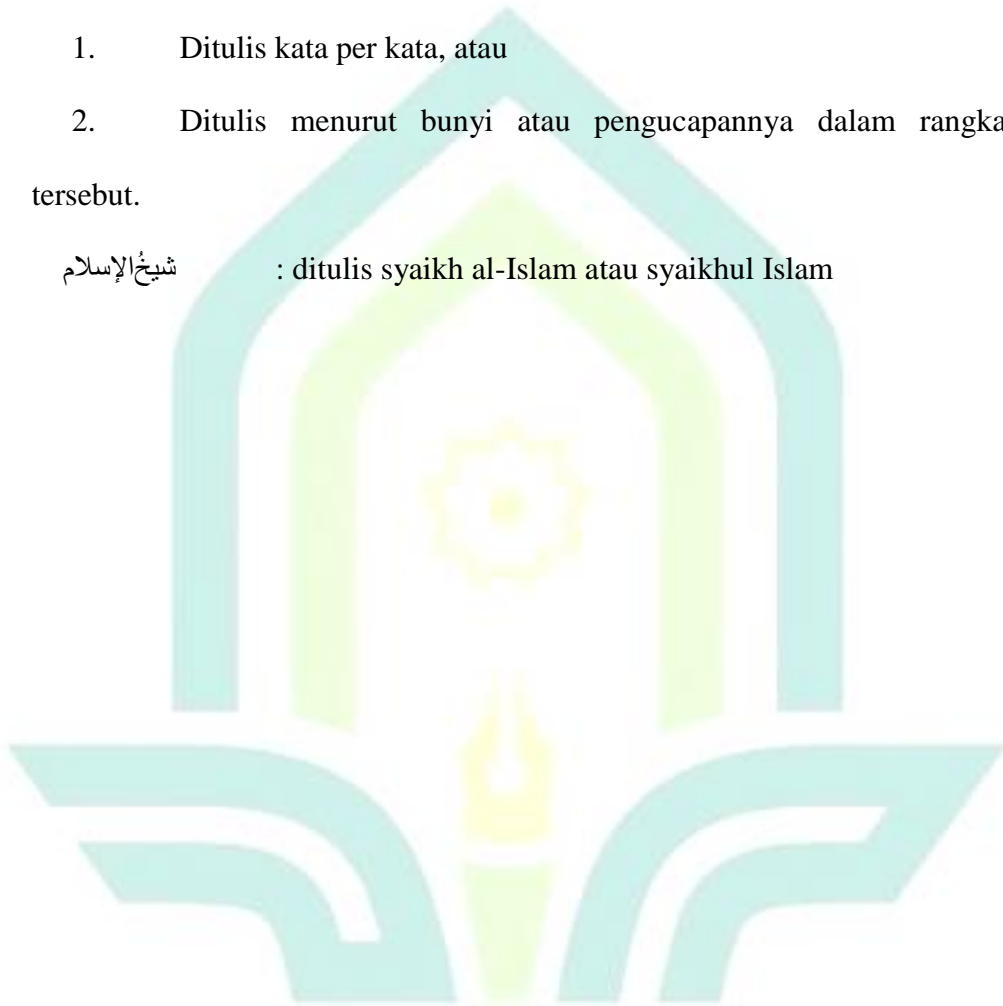 1. Ditulis kata per kata, atau
2. Ditulis menurut bunyi atau pengucapannya dalam rangka
tersebut.
شيخُالإسلام : ditulis syaikh al-Islam atau syaikhul Islam